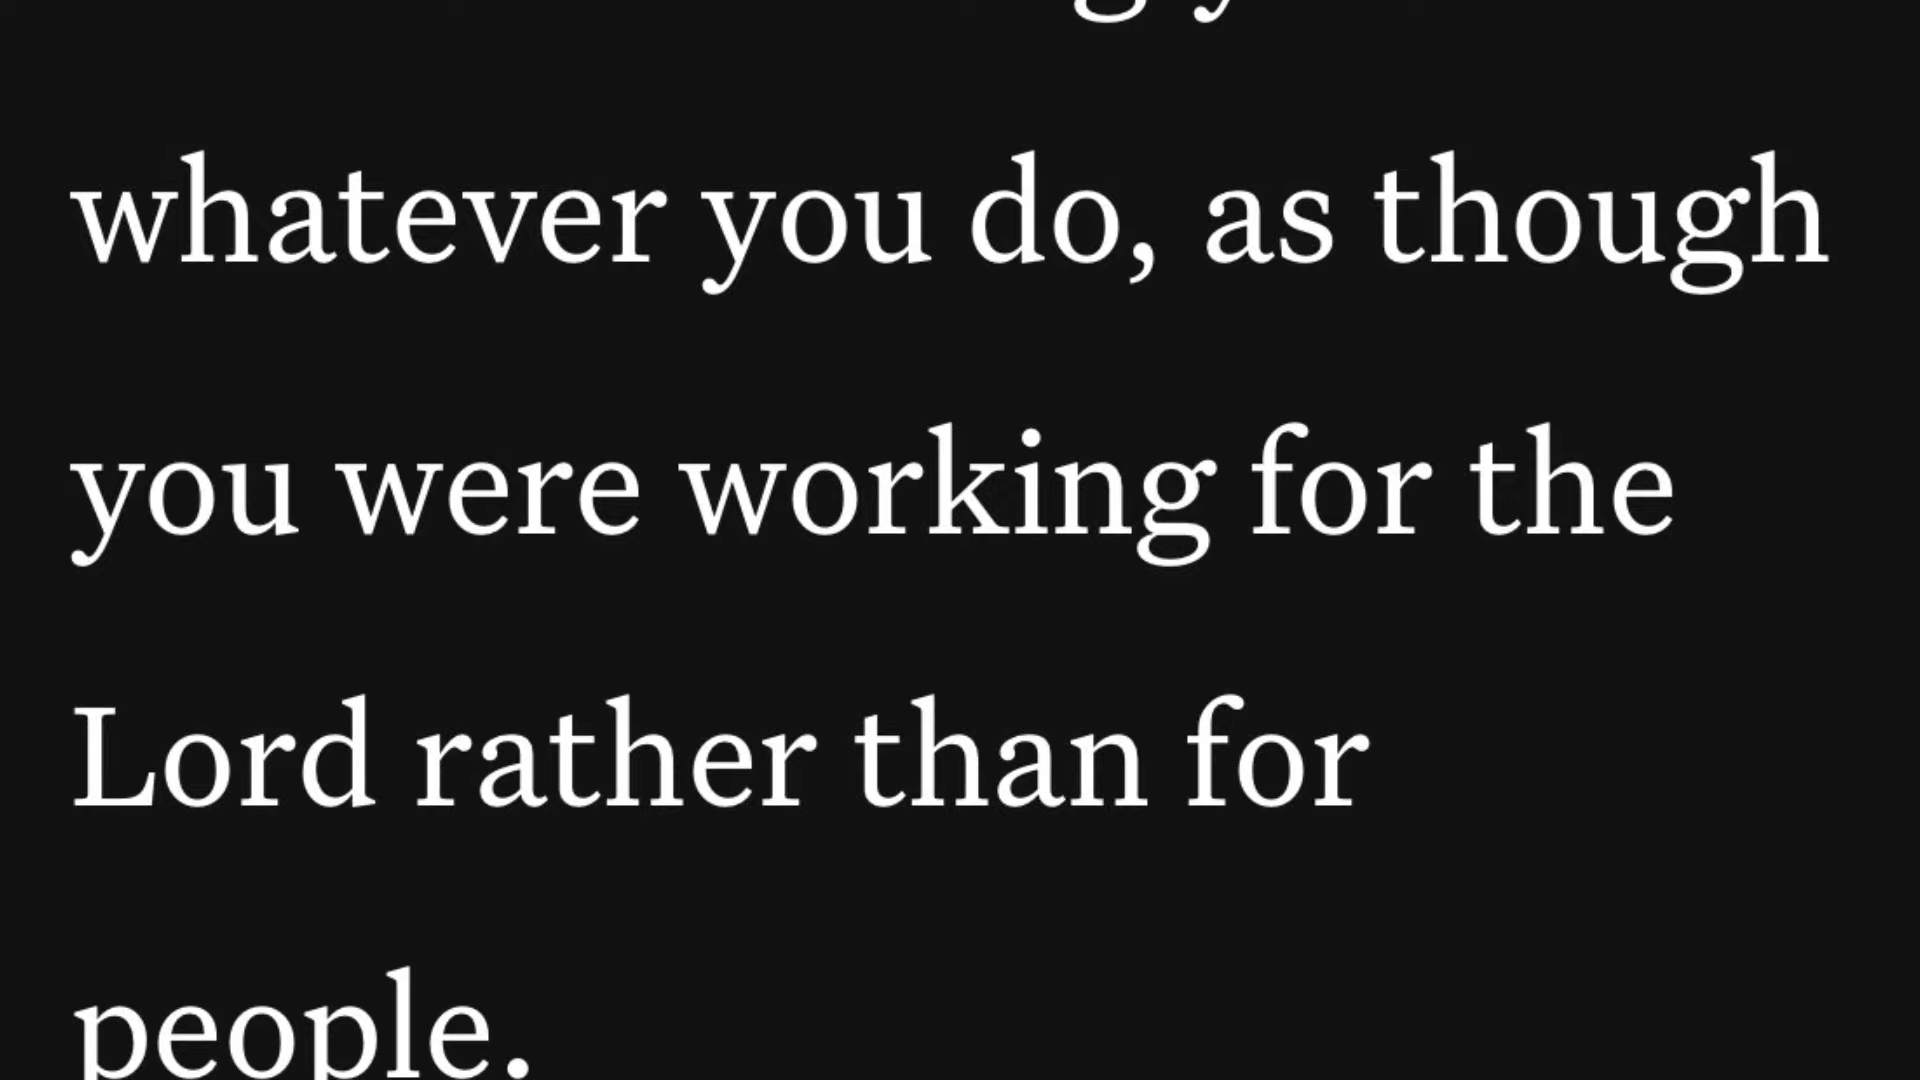 whatever you do, as though
you were working for the
Lord rather than for
people.